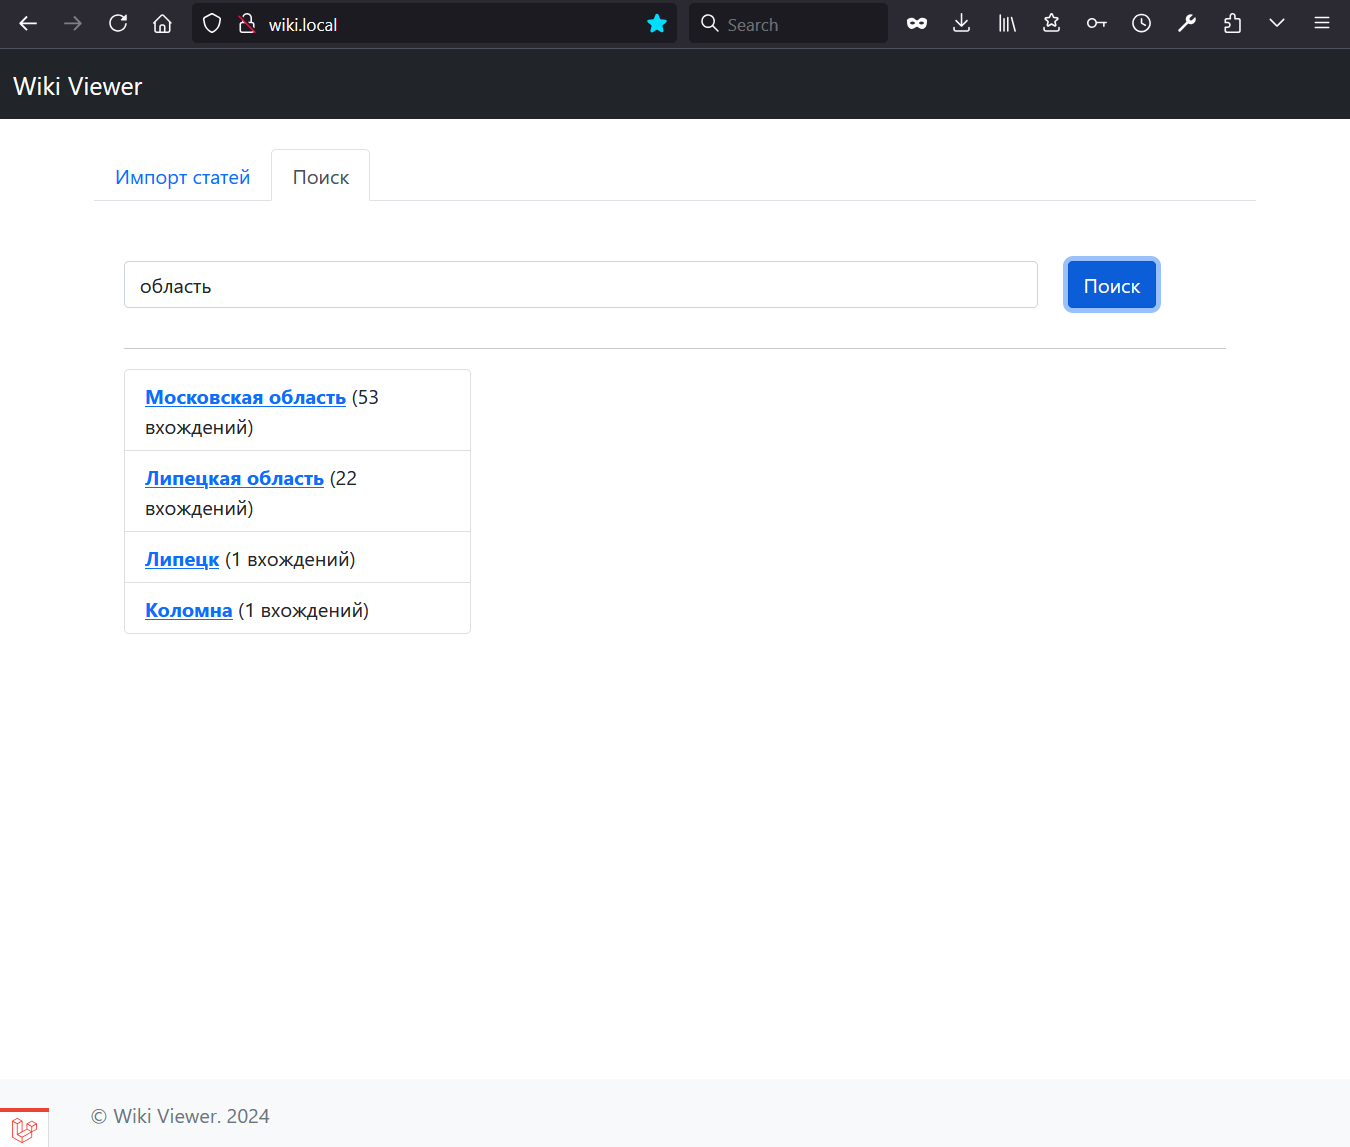 wiki.local
Search
Wiki Viewer
Импорт статей
Поиск
область
Поиск
Московская область (53
вхождений)
Липецкая область (22
вхождений)
Липецк (1 вхождений)
Коломна (1 вхождений)
© Wiki Viewer. 2024